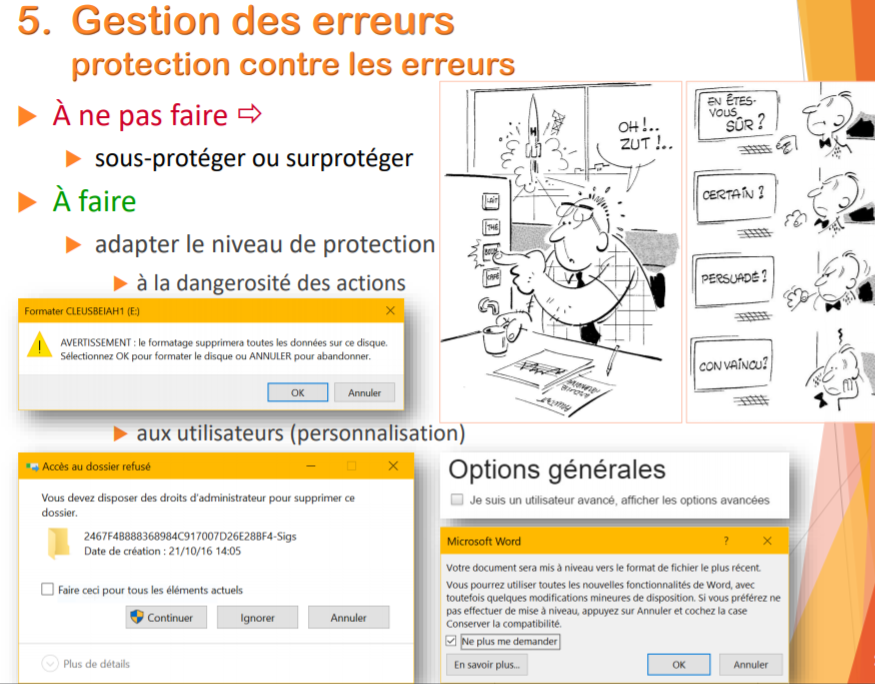 5. Gestion des erreurs
protection contre les erreurs
À ne pas faire ⇨
sous-protéger ou surprotéger
À faire
adapter le niveau de protection
à la dangerosité des actions
Formater CLEUSBEIAH1 (E:)
AVERTISSEMENT : le formatage supprimera toutes les données sur ce disque.
Sélectionnez OK pour formater le disque ou ANNULER pour abandonner.
OK Annuler
aux utilisateurs (personnalisation)
Accès au dossier refusé
Vous devez disposer des droits d'administrateur pour supprimer ce
dossier.
2467F4B888368984C917007D26E28BF4-Sigs
Date de création : 21/10/16 14:05
Faire ceci pour tous les éléments actuels
Continuer Ignorer Annuler
Plus de détails
H
OH !..
ZUT !..
LAIT
THÉ
BOUM
CAFÉ
EN ÊTES-
VOUS
SÛR ?
CERTAIN ?
PERSUADÉ ?
CONVAINCU ?
Options générales
Je suis un utilisateur avancé, afficher les options avancées
Microsoft Word
Votre document sera mis à niveau vers le format de fichier le plus récent.
Vous pourrez utiliser toutes les nouvelles fonctionnalités de Word, avec
toutefois quelques modifications mineures de disposition. Si vous préférez ne
pas effectuer de mise à niveau, appuyez sur Annuler et cochez la case
Conserver la compatibilité.
Ne plus me demander
En savoir plus... OK Annuler